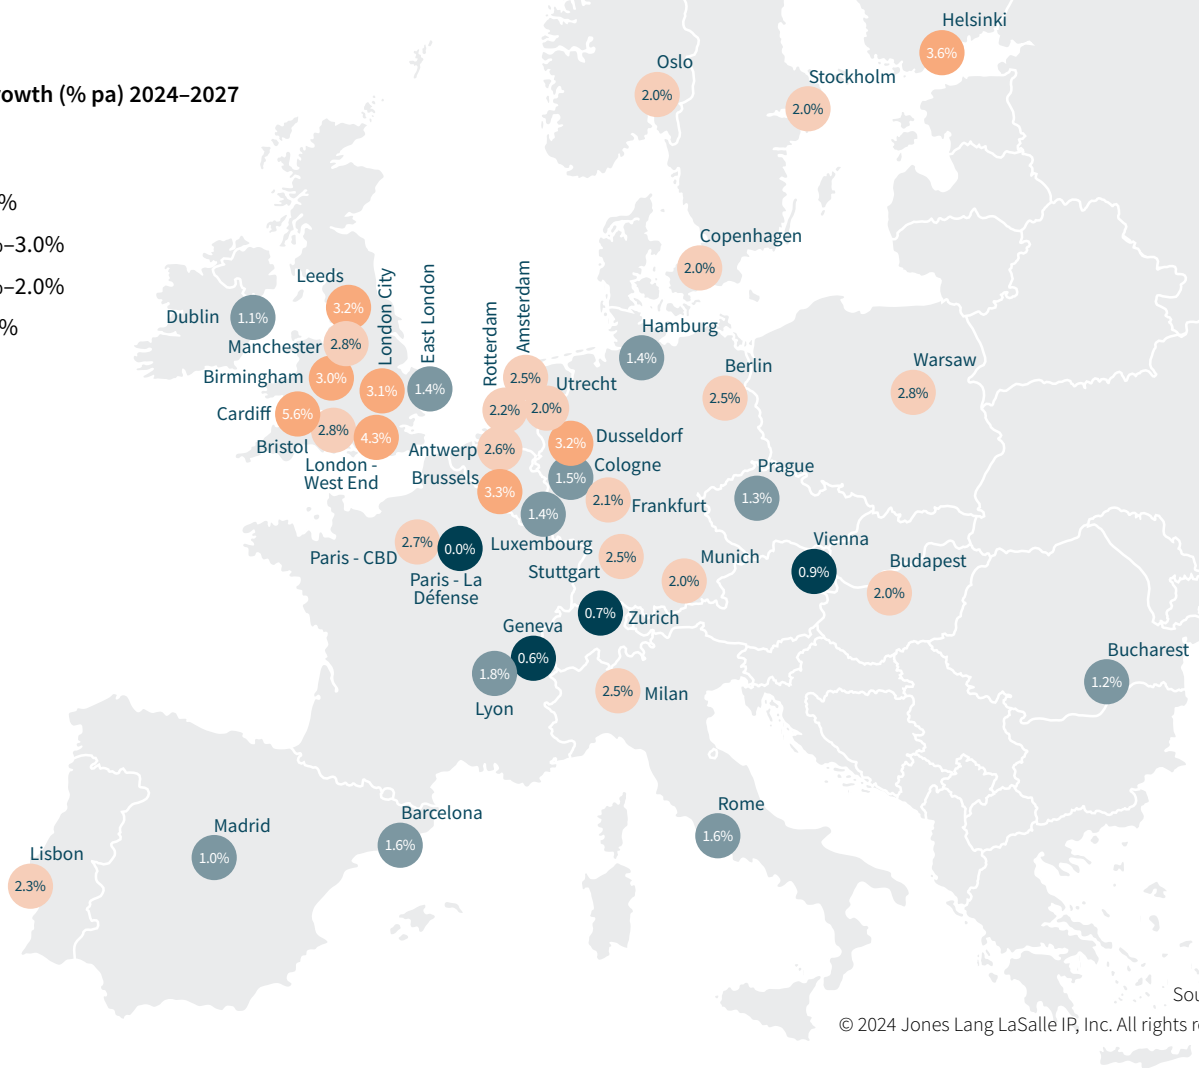 Helsinki
3.6%
Oslo
2.0%
Stockholm
2.0%
rowth (% pa) 2024–2027
%
%–3.0%
%–2.0%
%
Copenhagen
2.0%
Leeds
3.2%
Dublin
1.1%
Manchester
2.8%
London City
3.1%
East London
1.4%
Birmingham
3.0%
Cardiff
5.6%
Bristol
2.8%
London -
West End
4.3%
Rotterdam
2.2%
Amsterdam
2.5%
Utrecht
2.0%
Hamburg
1.4%
Berlin
2.5%
Warsaw
2.8%
Antwerp
2.6%
Dusseldorf
3.2%
Brussels
3.3%
Cologne
1.5%
Frankfurt
2.1%
Prague
1.3%
Luxembourg
1.4%
Paris - CBD
2.7%
Paris - La
Défense
0.0%
Stuttgart
2.5%
Munich
2.0%
Vienna
0.9%
Budapest
2.0%
Zurich
0.7%
Geneva
0.6%
Lyon
1.8%
Milan
2.5%
Bucharest
1.2%
Rome
1.6%
Barcelona
1.6%
Madrid
1.0%
Lisbon
2.3%
Sou
© 2024 Jones Lang LaSalle IP, Inc. All rights r